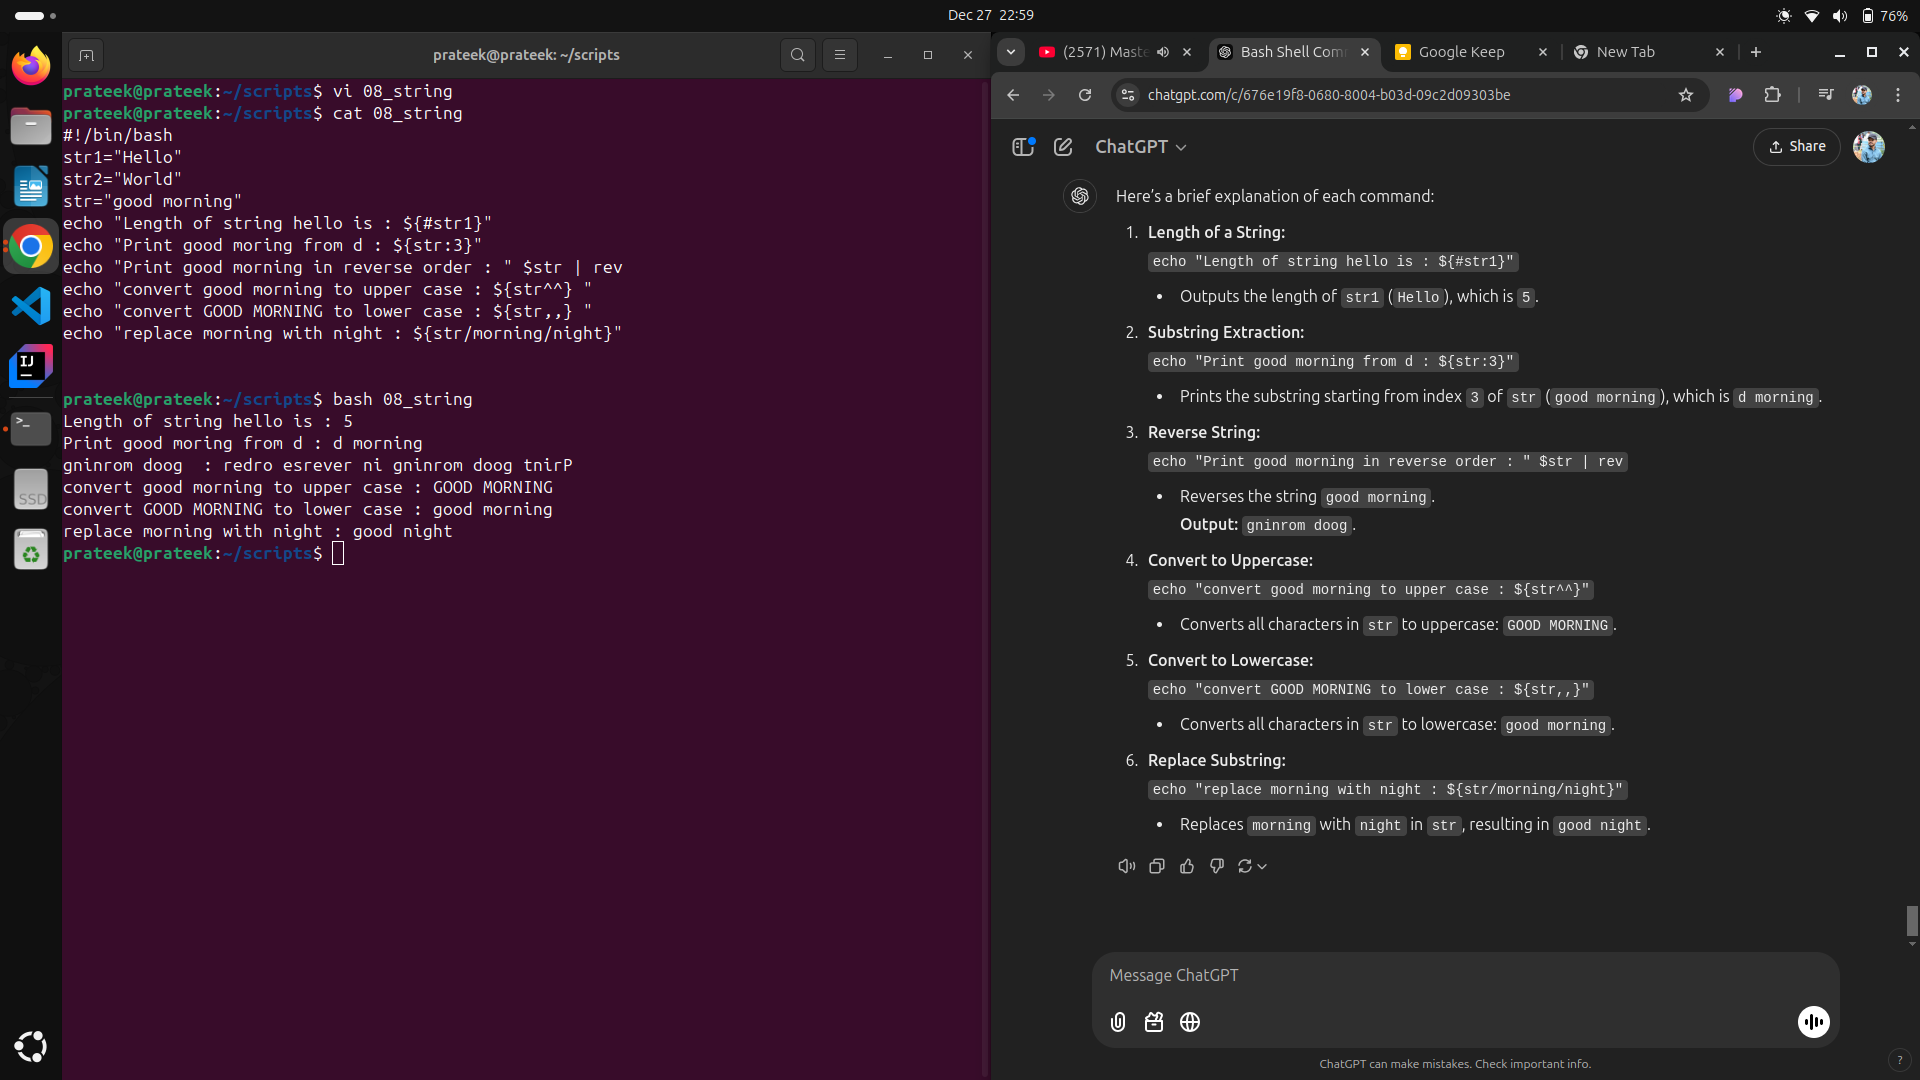 Dec 27 22:59
76%
prateek@prateek: ~/scripts
prateek@prateek:~/scripts$ vi 08_string
prateek@prateek:~/scripts$ cat 08_string
#!/bin/bash
str1="Hello"
str2="World"
str="good morning"
echo "Length of string hello is : ${#str1}"
echo "Print good moring from d : ${str:3}"
echo "Print good morning in reverse order : " $str | rev
echo "convert good morning to upper case : ${str^^} "
echo "convert GOOD MORNING to lower case : ${str,,} "
echo "replace morning with night : ${str/morning/night}"
prateek@prateek:~/scripts$ bash 08_string
Length of string hello is : 5
Print good moring from d : d morning
gninrom doog  : redro esrever ni gninrom doog tnirP
convert good morning to upper case : GOOD MORNING
convert GOOD MORNING to lower case : good morning
replace morning with night : good night
prateek@prateek:~/scripts$
IJ
SSD
(2571) Maste
Bash Shell Com
Google Keep
New Tab
chatgpt.com/c/676e19f8-0680-8004-b03d-09c2d09303be
ChatGPT
Share
Here's a brief explanation of each command:
1. Length of a String:
echo "Length of string hello is : ${#str1}"
• Outputs the length of str1 (Hello), which is 5.
2. Substring Extraction:
echo "Print good morning from d : ${str:3}"
• Prints the substring starting from index 3 of str (good morning), which is d morning.
3. Reverse String:
echo "Print good morning in reverse order : " $str | rev
• Reverses the string good morning.
Output: gninrom doog.
4. Convert to Uppercase:
echo "convert good morning to upper case : ${str^^}"
• Converts all characters in str to uppercase: GOOD MORNING.
5. Convert to Lowercase:
echo "convert GOOD MORNING to lower case : ${str,,}"
• Converts all characters in str to lowercase: good morning.
6. Replace Substring:
echo "replace morning with night : ${str/morning/night}"
• Replaces morning with night in str, resulting in good night.
Message ChatGPT
ChatGPT can make mistakes. Check important info.
?